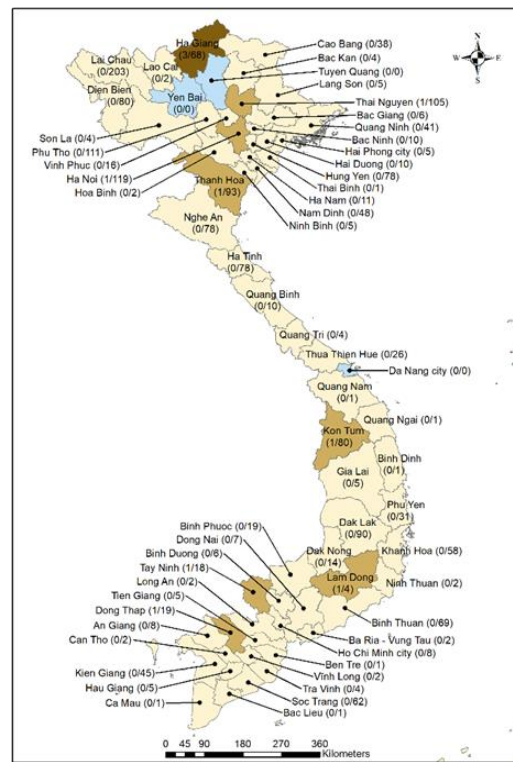 Ha Giang
(3/68)
Cao Bang (0/38)
Lai Chau
(0/203)
Lao Cai
(0/2)
Bac Kan (0/4)
Tuyen Quang (0/0)
Lang Son (0/5)
Dien Bien
(0/80)
Yen Bai
(0/0)
Thai Nguyen (1/105)
Bac Giang (0/6)
Quang Ninh (0/41)
Son La (0/4)
Phu Tho (0/111)
Vinh Phuc (0/16)
Ha Noi (1/119)
Hoa Binh (0/2)
Bac Ninh (0/10)
Hai Phong city (0/5)
Hai Duong (0/10)
Hung Yen (0/78)
Thai Binh (0/1)
Ha Nam (0/11)
Nam Dinh (0/48)
Ninh Binh (0/5)
Thanh Hoa
(1/93)
Nghe An
(0/78)
Ha Tinh
(0/78)
Quang Binh
(0/10)
Quang Tri (0/4)
Thua Thien Hue (0/26)
Da Nang city (0/0)
Quang Nam
(0/1)
Quang Ngai (0/1)
Kon Tum
(1/80)
Binh Dinh
(0/1)
Gia Lai
(0/5)
Phu Yen
(0/31)
Dak Lak
(0/90)
Binh Phuoc (0/19)
Dong Nai (0/7)
Binh Duong (0/6)
Tay Ninh (1/18)
Long An (0/2)
Tien Giang (0/5)
Dong Thap (1/19)
An Giang (0/8)
Can Tho (0/2)
Kien Giang (0/45)
Hau Giang (0/5)
Ca Mau (0/1)
Dak Nong
(0/14)
Khanh Hoa (0/58)
Lam Dong
(1/4)
Ninh Thuan (0/2)
Binh Thuan (0/69)
Ba Ria - Vung Tau (0/2)
Ho Chi Minh city (0/8)
Ben Tre (0/1)
Vinh Long (0/2)
Tra Vinh (0/4)
Soc Trang (0/62)
Bac Lieu (0/1)
0 45 90 180 270 360
Kilometers
N
W E
S